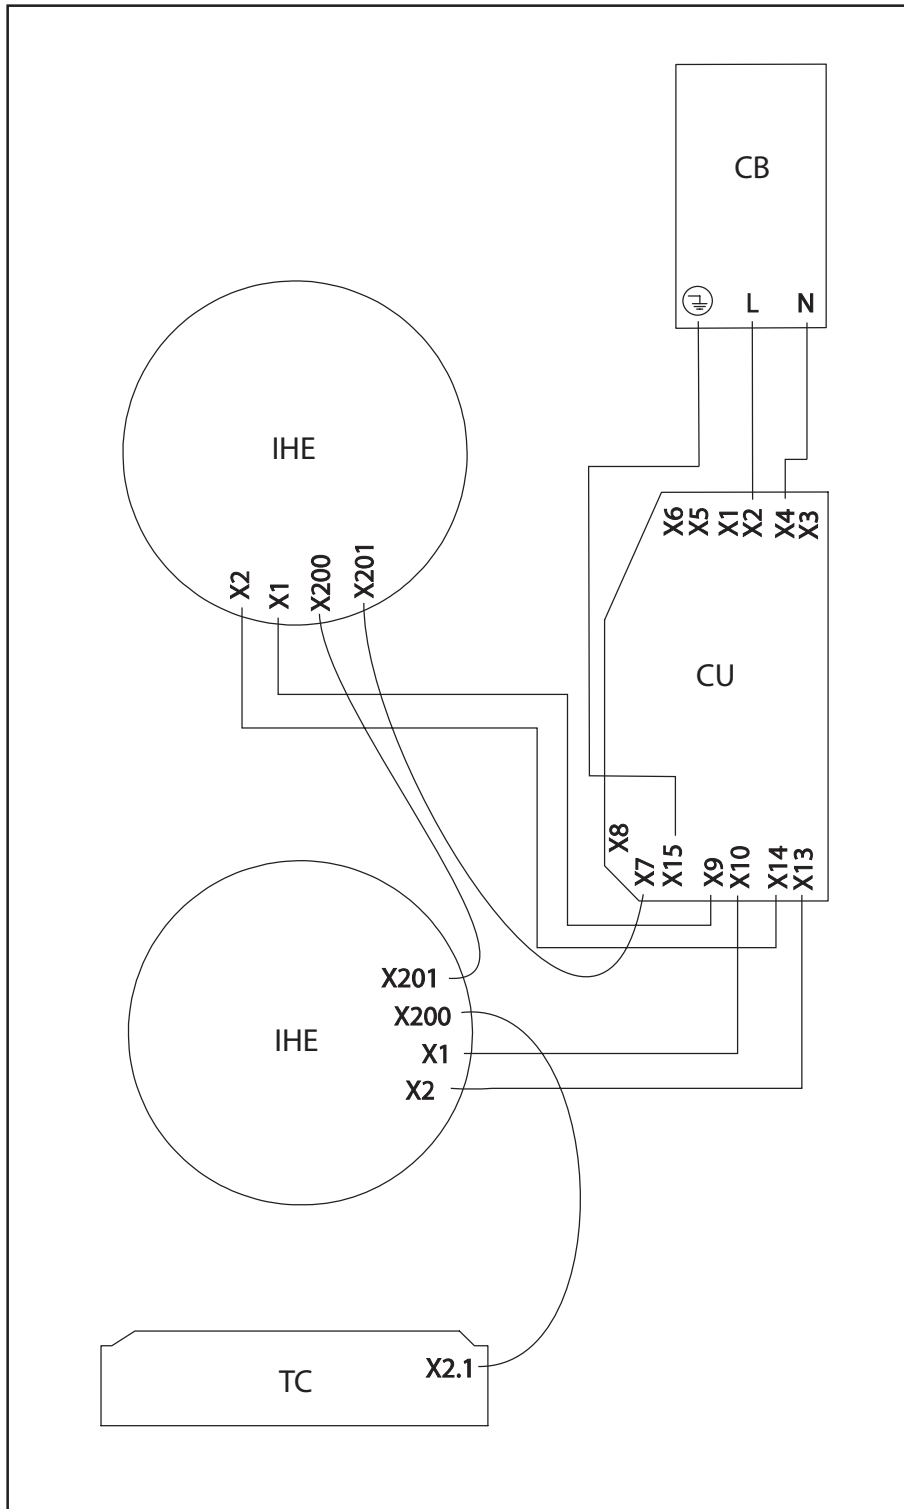 CB
L N
IHE
X2 X1 X200 X201
X6 X5 X1 X2 X4 X3
CU
X8 X7 X15 X9 X10 X14 X13
X201
X200
IHE
X1
X2
X2.1
TC